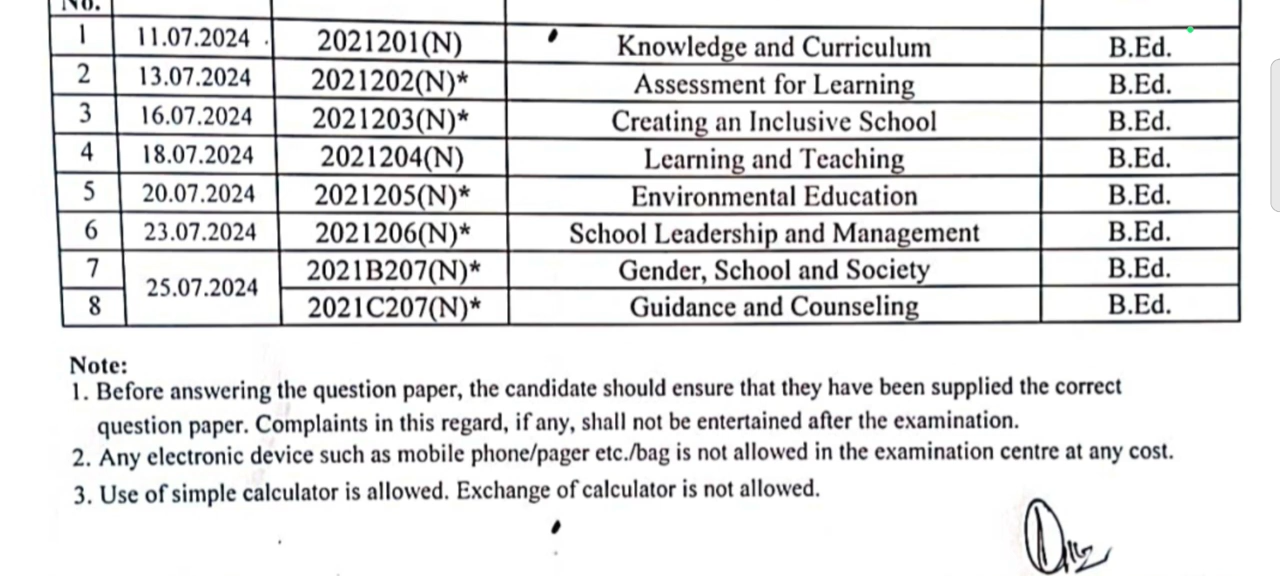 No.
1 11.07.2024 2021201(N) Knowledge and Curriculum B.Ed.
2 13.07.2024 2021202(N)* Assessment for Learning B.Ed.
3 16.07.2024 2021203(N)* Creating an Inclusive School B.Ed.
4 18.07.2024 2021204(N) Learning and Teaching B.Ed.
5 20.07.2024 2021205(N)* Environmental Education B.Ed.
6 23.07.2024 2021206(N)* School Leadership and Management B.Ed.
7 25.07.2024 2021B207(N)* Gender, School and Society B.Ed.
8 2021C207(N)* Guidance and Counseling B.Ed.
Note:
1. Before answering the question paper, the candidate should ensure that they have been supplied the correct
question paper. Complaints in this regard, if any, shall not be entertained after the examination.
2. Any electronic device such as mobile phone/pager etc./bag is not allowed in the examination centre at any cost.
3. Use of simple calculator is allowed. Exchange of calculator is not allowed.